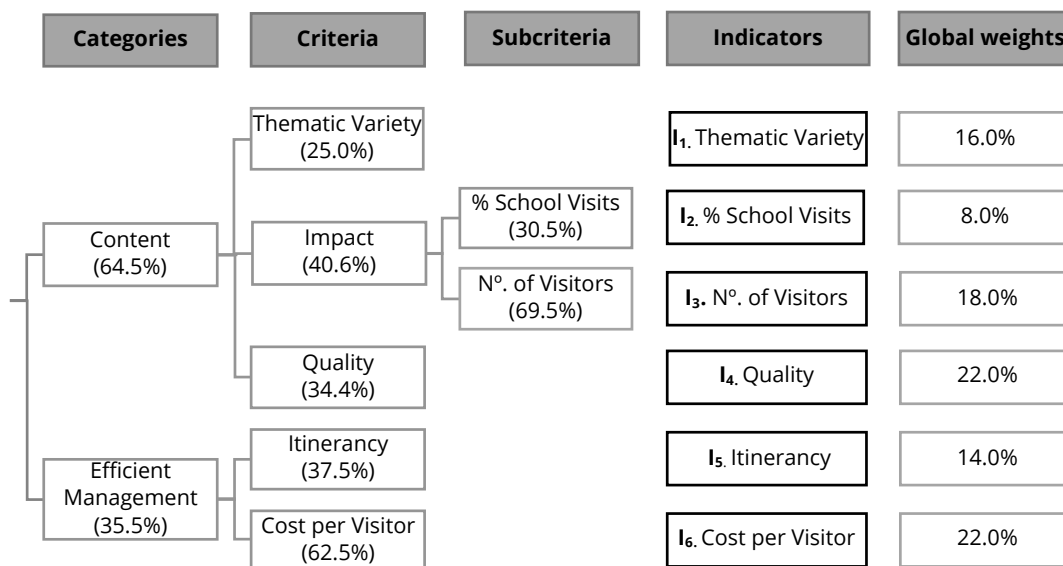 Categories
Criteria
Subcriteria
Indicators
Global weights
Thematic Variety
(25.0%)
I1. Thematic Variety
16.0%
% School Visits
(30.5%)
I2. % School Visits
8.0%
Content
(64.5%)
Impact
(40.6%)
Nº. of Visitors
(69.5%)
I3. Nº. of Visitors
18.0%
Quality
(34.4%)
I4. Quality
22.0%
Itinerancy
(37.5%)
I5. Itinerancy
14.0%
Efficient
Management
(35.5%)
Cost per Visitor
(62.5%)
I6. Cost per Visitor
22.0%